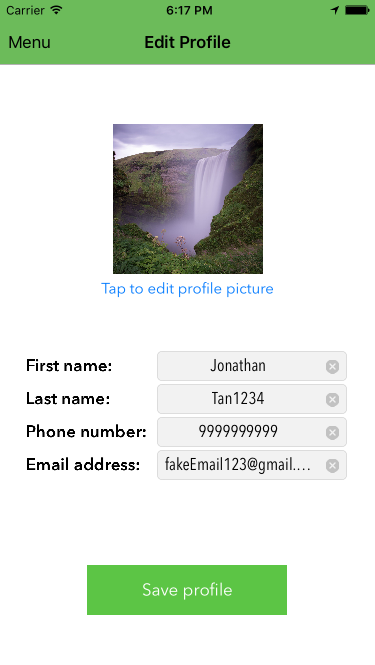 Carrier 6:17 PM
Menu Edit Profile
Tap to edit profile picture
First name: Jonathan
Last name: Tan1234
Phone number: 9999999999
Email address: fakeEmail123@gmail....
Save profile